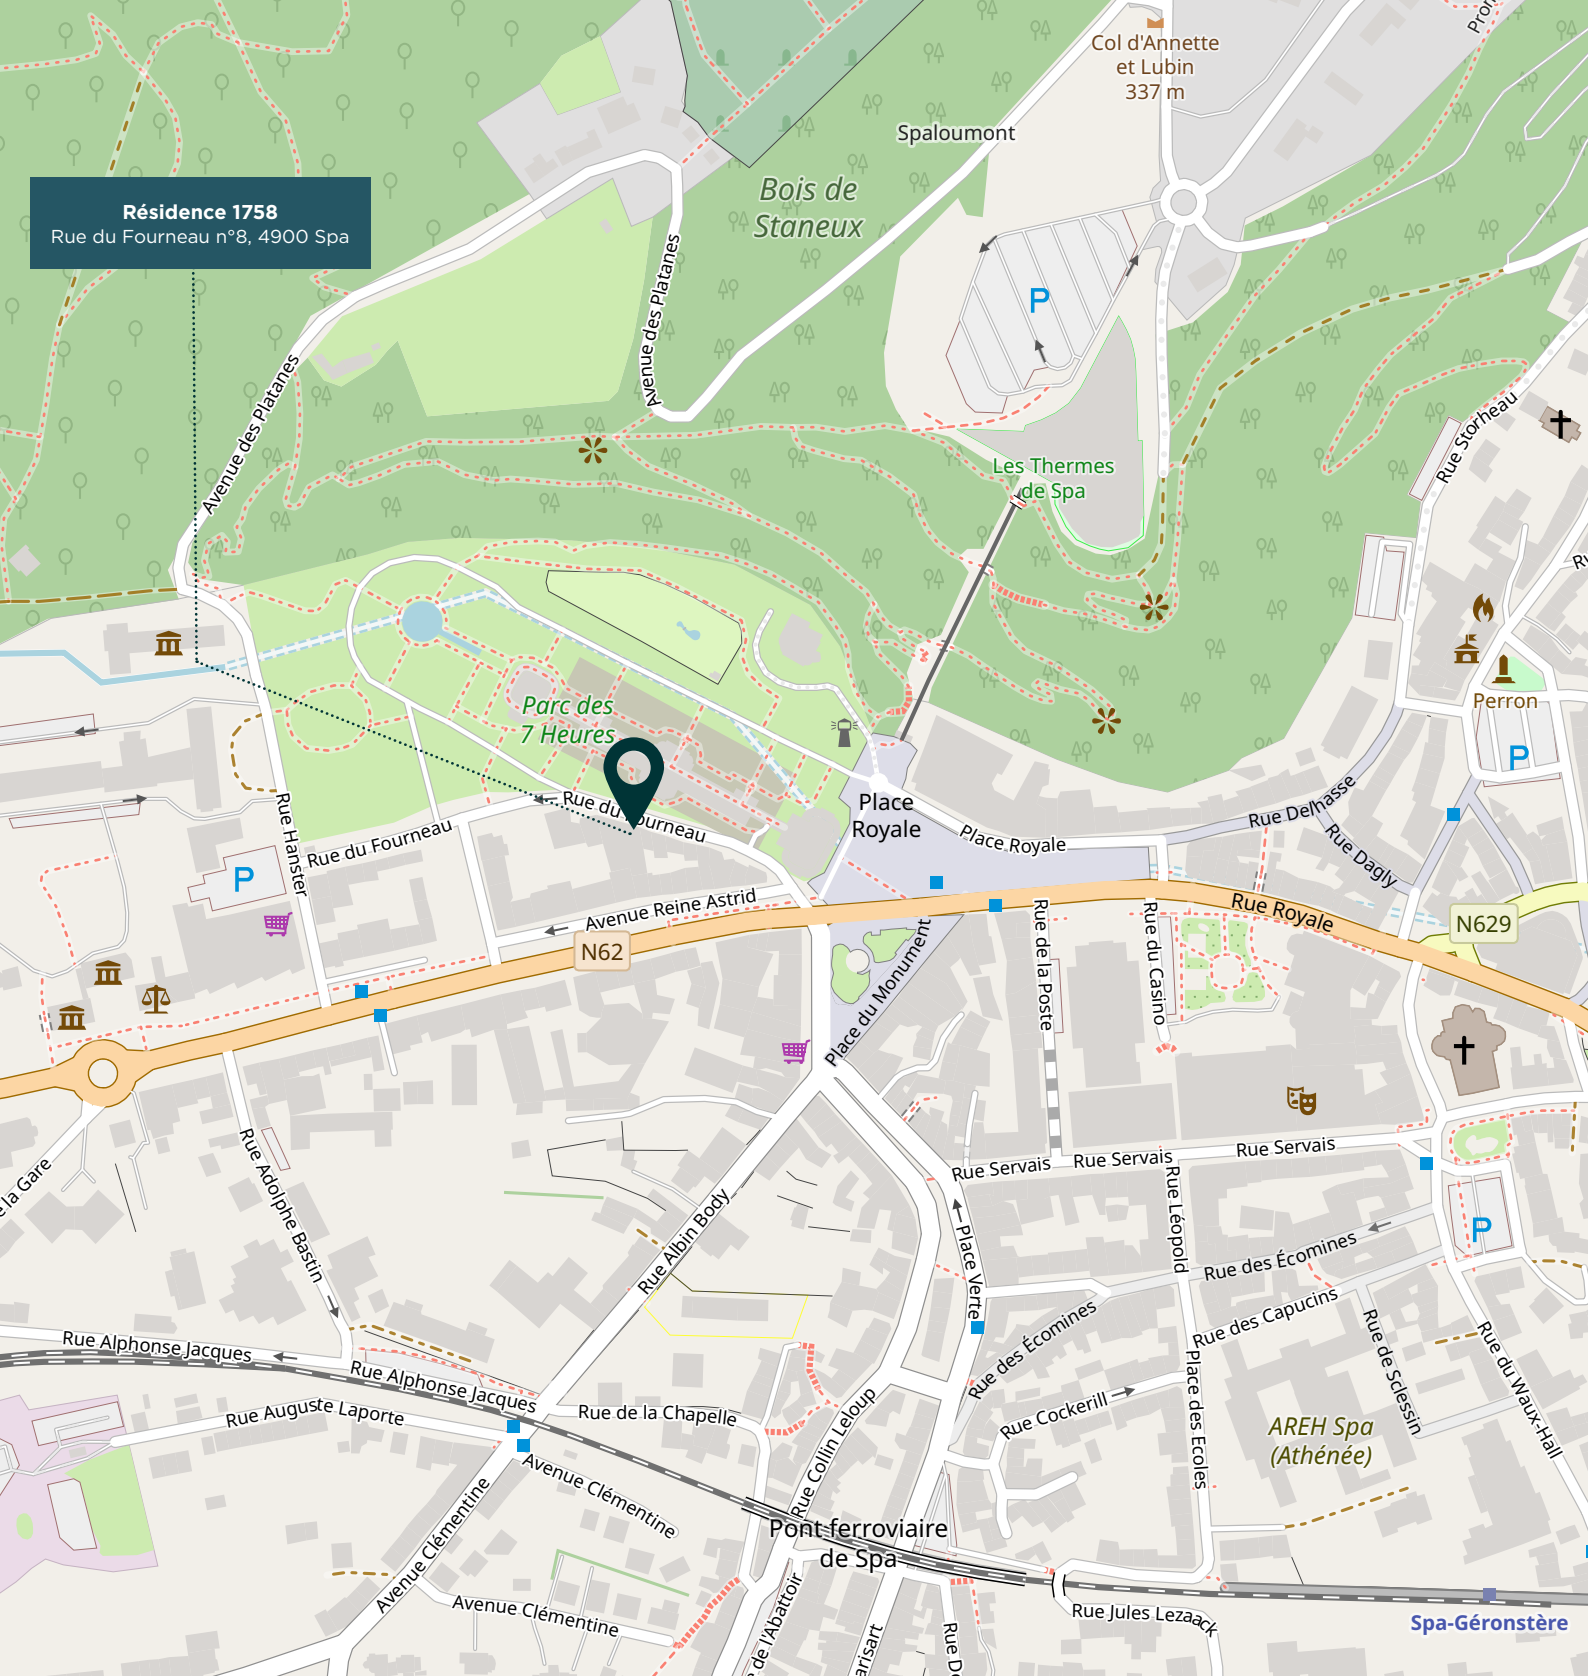 Col d'Annette
et Lubin
337 m
Spaloumont
Bois de
Staneux
Résidence 1758
Rue du Fourneau n°8, 4900 Spa
Avenue des Platanes
Avenue des Platanes
P
Rue Storheau
Les Thermes
de Spa
Parc des
7 Heures
Perron
P
Place
Royale
Place Royale
Rue Delhasse
Rue Dagly
Rue du Fourneau
Rue du Fourneau
Rue Hanster
P
Avenue Reine Astrid
N62
Rue Royale
N629
Rue de la Poste
Rue du Casino
Place du Monument
Rue Servais
Rue Servais
Rue Servais
Rue Léopold
Rue Adolphe Bastin
e la Gare
Rue Albin Body
Place Verte
Rue des Écomines
Rue des Écomines
P
Rue des Capucins
Rue de Sclessin
Rue du Waux-Hall
Rue Alphonse Jacques
Rue Alphonse Jacques
Rue Auguste Laporte
Rue de la Chapelle
Rue Collin Leloup
Rue Cockerill
Place des Ecoles
AREH Spa
(Athénée)
Avenue Clémentine
Avenue Clémentine
Avenue Clémentine
Pont ferroviaire
de Spa
e de l'Abattoir
arisart
Rue D
Rue Jules Lezaack
Spa-Géronstère